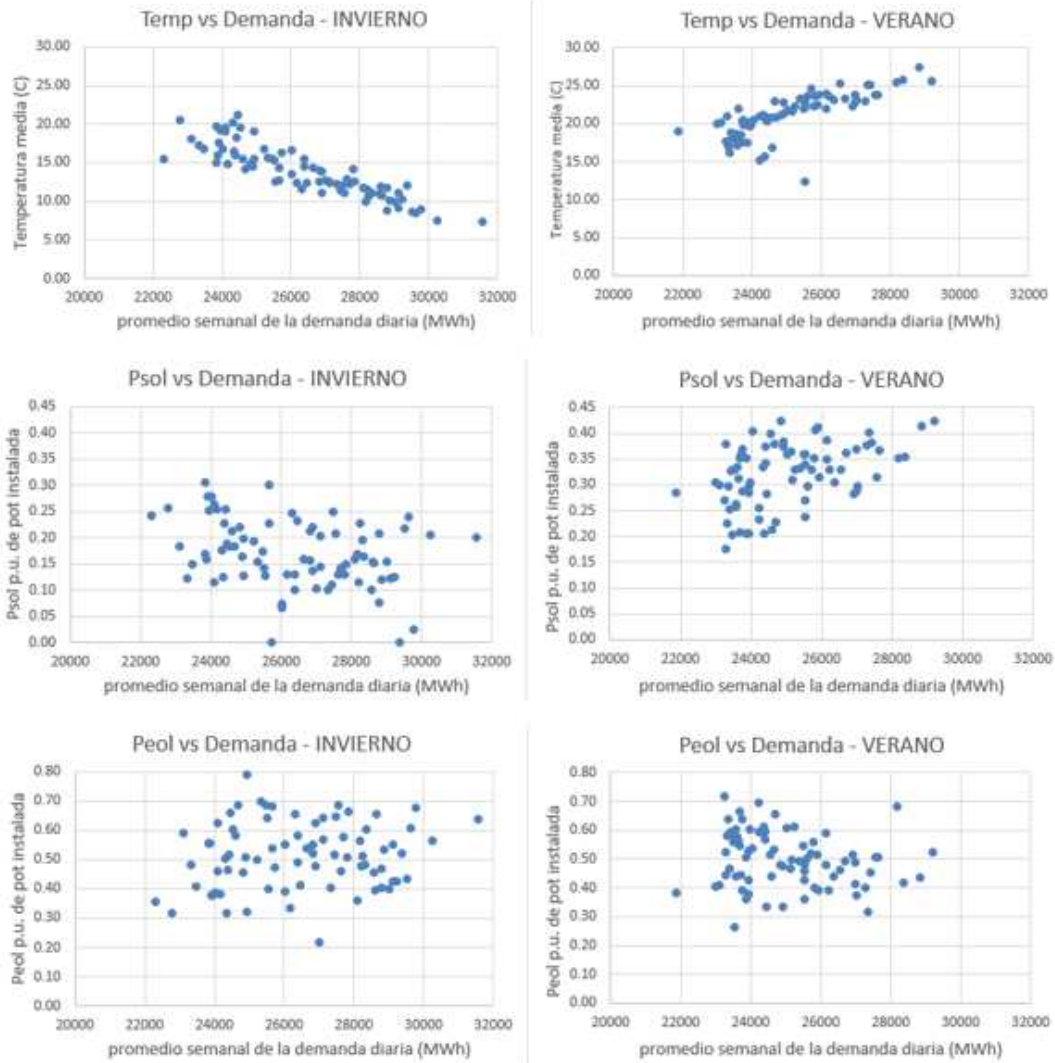 Temp vs Demanda - INVIERNO
Temperatura media (C)
30.00
25.00
20.00
15.00
10.00
5.00
0.00
20000 22000 24000 26000 28000 30000 32000
promedio semanal de la demanda diaria (MWh)
Temp vs Demanda - VERANO
Temperatura media (C)
30.00
25.00
20.00
15.00
10.00
5.00
0.00
20000 22000 24000 26000 28000 30000 32000
promedio semanal de la demanda diaria (MWh)
Psol vs Demanda - INVIERNO
Psol p.u. de pot instalada
0.45
0.40
0.35
0.30
0.25
0.20
0.15
0.10
0.05
0.00
20000 22000 24000 26000 28000 30000 32000
promedio semanal de la demanda diaria (MWh)
Psol vs Demanda - VERANO
Psol p.u. de pot instalada
0.45
0.40
0.35
0.30
0.25
0.20
0.15
0.10
0.05
0.00
20000 22000 24000 26000 28000 30000 32000
promedio semanal de la demanda diaria (MWh)
Peol vs Demanda - INVIERNO
Peol p.u. de pot instalada
0.80
0.70
0.60
0.50
0.40
0.30
0.20
0.10
0.00
20000 22000 24000 26000 28000 30000 32000
promedio semanal de la demanda diaria (MWh)
Peol vs Demanda - VERANO
Peol p.u. de pot instalada
0.80
0.70
0.60
0.50
0.40
0.30
0.20
0.10
0.00
20000 22000 24000 26000 28000 30000 32000
promedio semanal de la demanda diaria (MWh)